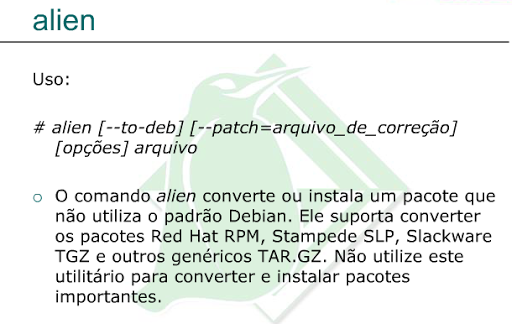 alien
Uso:
# alien [--to-deb] [--patch=arquivo_de_correção]
[opções] arquivo
O comando alien converte ou instala um pacote que
não utiliza o padrão Debian. Ele suporta converter
os pacotes Red Hat RPM, Stampede SLP, Slackware
TGZ e outros genéricos TAR.GZ. Não utilize este
utilitário para converter e instalar pacotes
importantes.